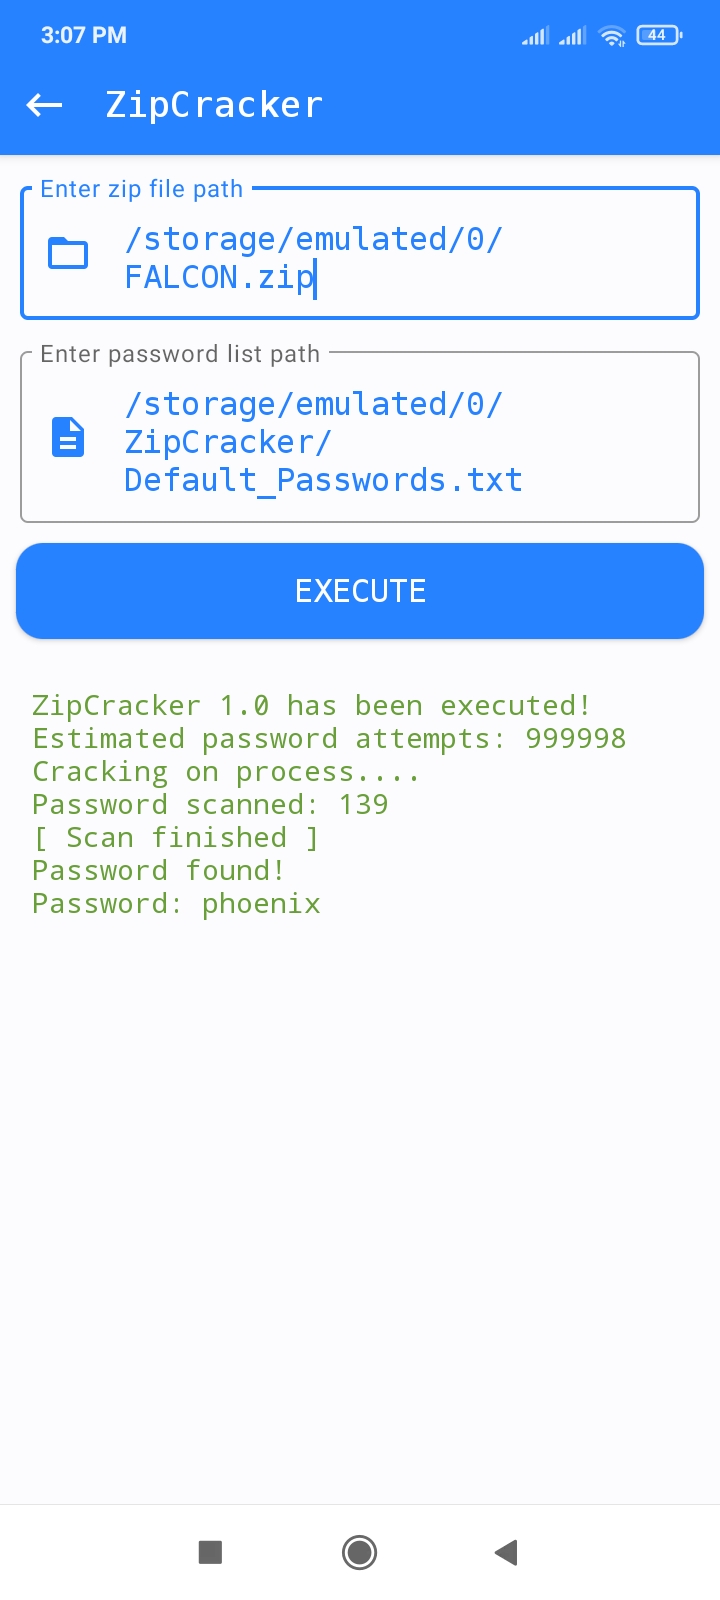 3:07 PM
44
ZipCracker
Enter zip file path
/storage/emulated/0/
FALCON.zip
Enter password list path
/storage/emulated/0/
ZipCracker/
Default_Passwords.txt
EXECUTE
ZipCracker 1.0 has been executed!
Estimated password attempts: 999998
Cracking on process....
Password scanned: 139
[ Scan finished ]
Password found!
Password: phoenix